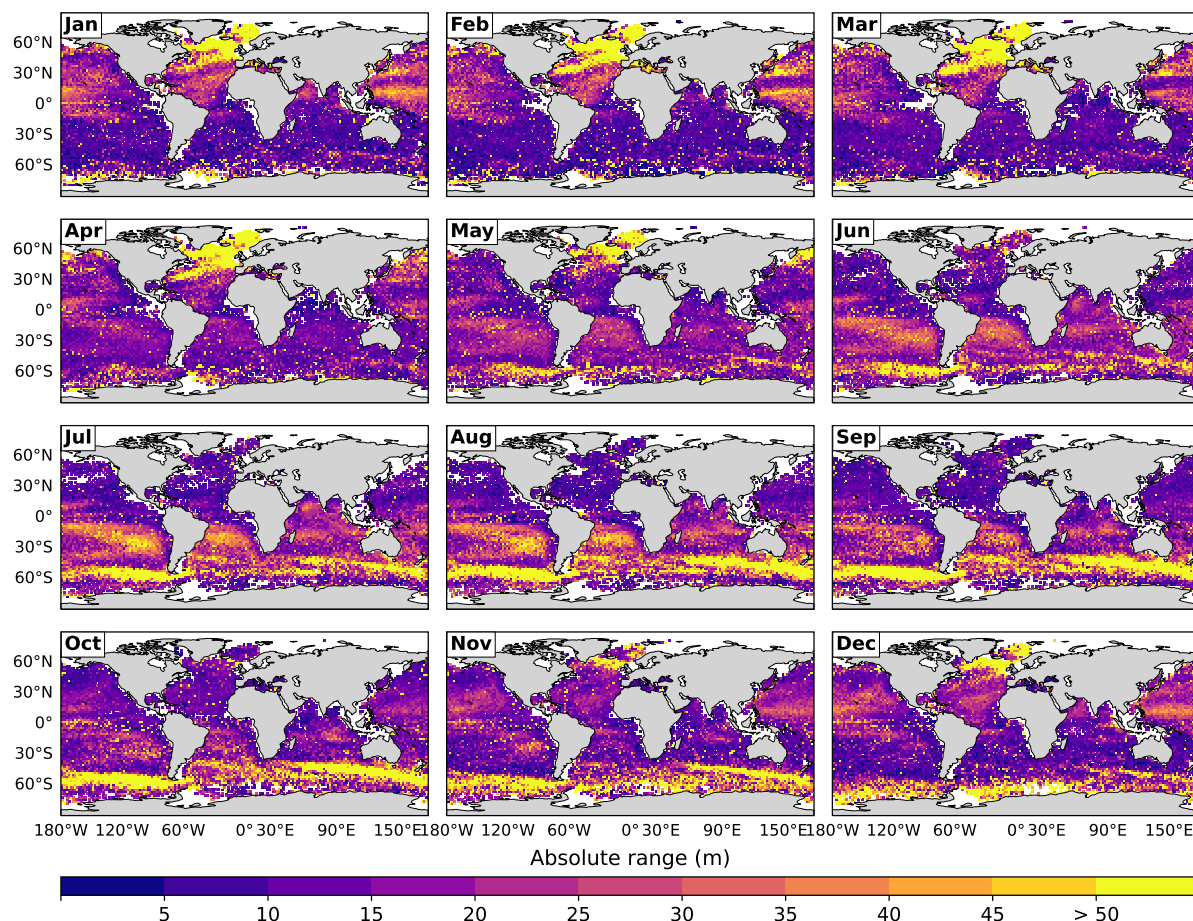 Jan Feb Mar
60°N
30°N
0°
30°S
60°S
Apr May Jun
60°N
30°N
0°
30°S
60°S
Jul Aug Sep
60°N
30°N
0°
30°S
60°S
Oct Nov Dec
60°N
30°N
0°
30°S
60°S
180°W 120°W 60°W 0° 30°E 90°E 150°E 180°W 120°W 60°W 0° 30°E 90°E 150°E 180°W 120°W 60°W 0° 30°E 90°E 150°E
Absolute range (m)
5 10 15 20 25 30 35 40 45 > 50